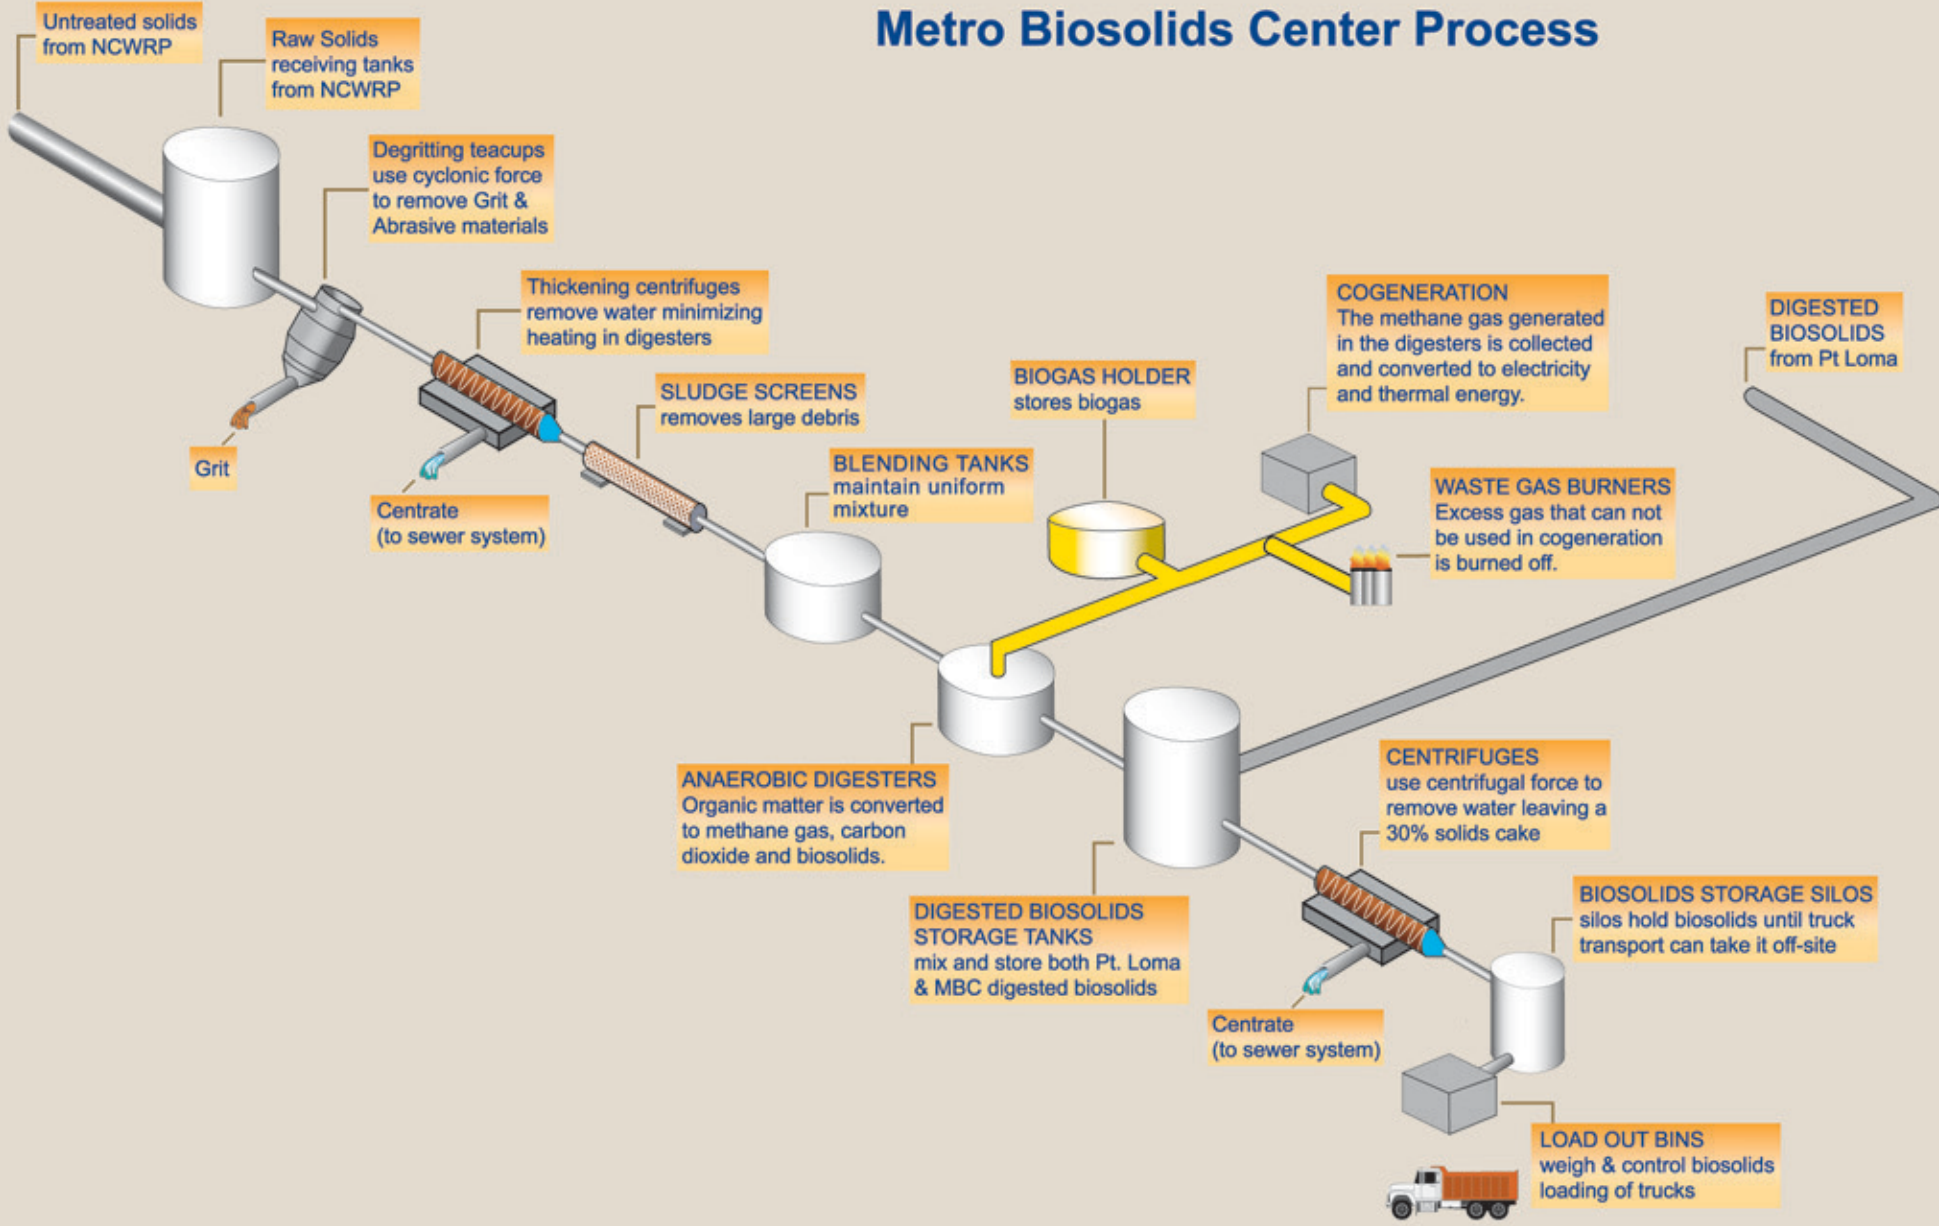 Metro Biosolids Center Process
Untreated solids
from NCWRP
Raw Solids
receiving tanks
from NCWRP
Degritting teacups
use cyclonic force
to remove Grit &
Abrasive materials
Grit
Thickening centrifuges
remove water minimizing
heating in digesters
Centrate
(to sewer system)
SLUDGE SCREENS
removes large debris
BLENDING TANKS
maintain uniform
mixture
BIOGAS HOLDER
stores biogas
COGENERATION
The methane gas generated
in the digesters is collected
and converted to electricity
and thermal energy.
WASTE GAS BURNERS
Excess gas that can not
be used in cogeneration
is burned off.
DIGESTED
BIOSOLIDS
from Pt Loma
ANAEROBIC DIGESTERS
Organic matter is converted
to methane gas, carbon
dioxide and biosolids.
DIGESTED BIOSOLIDS
STORAGE TANKS
mix and store both Pt. Loma
& MBC digested biosolids
CENTRIFUGES
use centrifugal force to
remove water leaving a
30% solids cake
Centrate
(to sewer system)
BIOSOLIDS STORAGE SILOS
silos hold biosolids until truck
transport can take it off-site
LOAD OUT BINS
weigh & control biosolids
loading of trucks